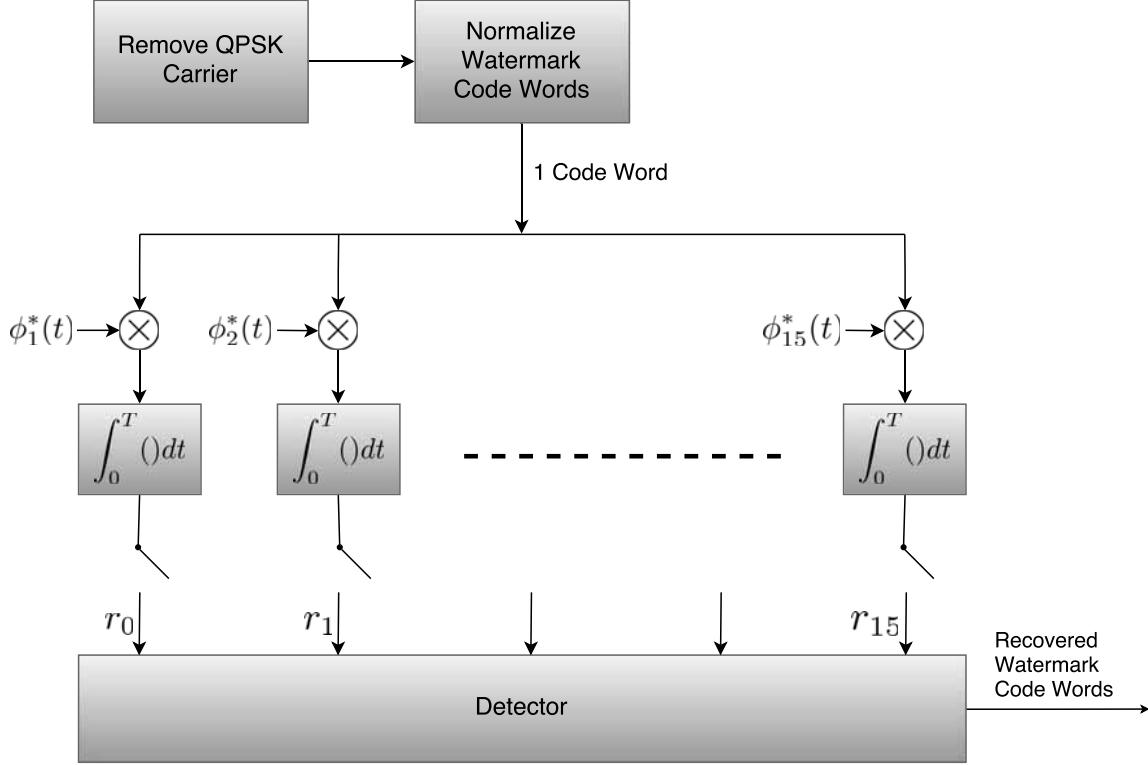 Remove QPSK
Carrier
Normalize
Watermark
Code Words
1 Code Word
ϕ₁*(t)
ϕ₂*(t)
ϕ₁₅*(t)
∫₀ᵀ ()dt
∫₀ᵀ ()dt
∫₀ᵀ ()dt
r₀
r₁
r₁₅
Detector
Recovered
Watermark
Code Words